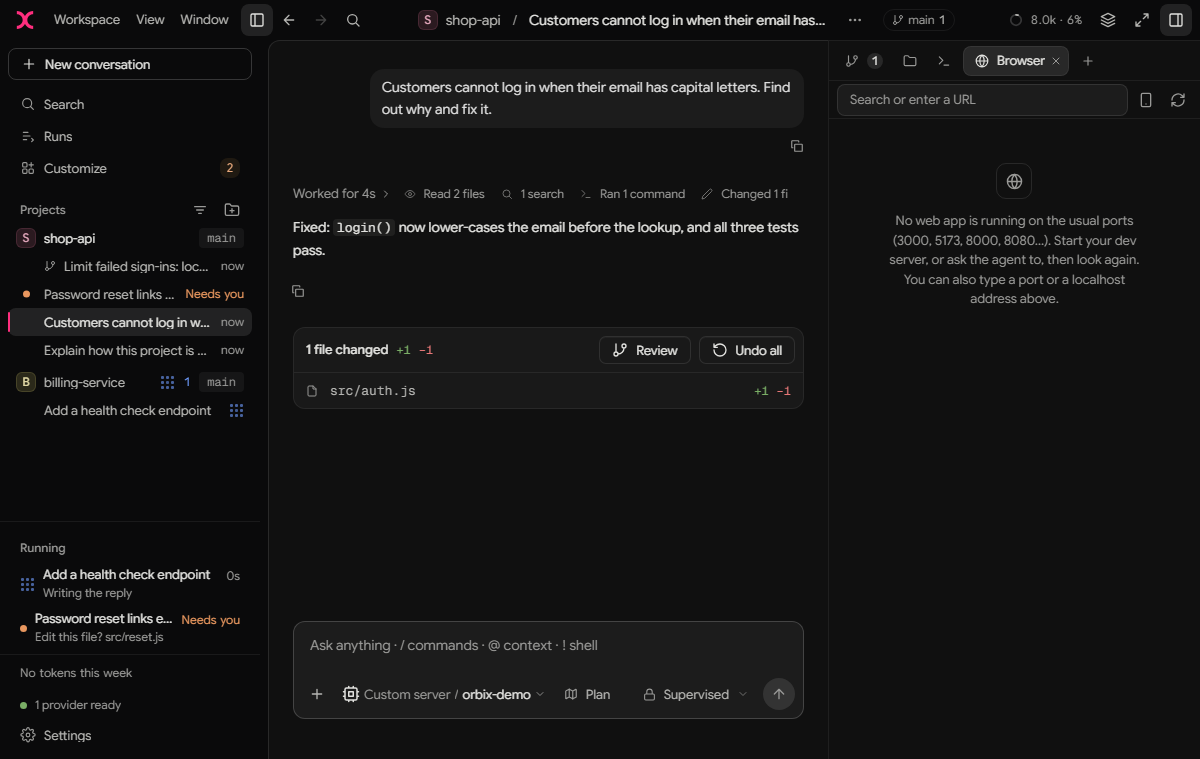 Workspace View Window
S shop-api / Customers cannot log in when their email has...
main 1
8.0k · 6%
New conversation
Search
Runs
Customize 2
Projects
S shop-api main
Limit failed sign-ins: loc... now
Password reset links ... Needs you
Customers cannot log in w... now
Explain how this project is ... now
B billing-service 1 main
Add a health check endpoint
Running
Add a health check endpoint 0s
Writing the reply
Password reset links e... Needs you
Edit this file? src/reset.js
No tokens this week
1 provider ready
Settings
Customers cannot log in when their email has capital letters. Find
out why and fix it.
Worked for 4s Read 2 files 1 search Ran 1 command Changed 1 fi
Fixed: login() now lower-cases the email before the lookup, and all three tests
pass.
1 file changed +1 −1 Review Undo all
src/auth.js +1 −1
Ask anything · / commands · @ context · ! shell
Custom server / orbix-demo Plan Supervised
1 Browser
Search or enter a URL
No web app is running on the usual ports
(3000, 5173, 8000, 8080...). Start your dev
server, or ask the agent to, then look again.
You can also type a port or a localhost
address above.